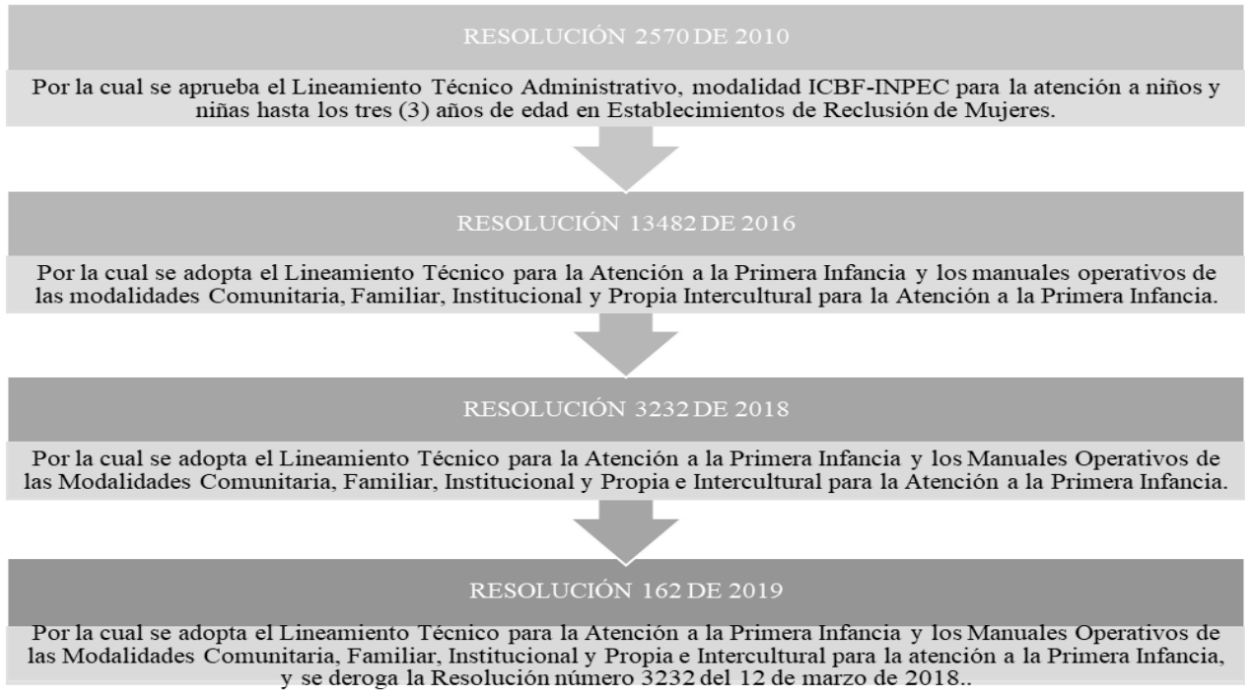 RESOLUCIÓN 2570 DE 2010
Por la cual se aprueba el Lineamiento Técnico Administrativo, modalidad ICBF-INPEC para la atención a niños y
niñas hasta los tres (3) años de edad en Establecimientos de Reclusión de Mujeres.
RESOLUCIÓN 13482 DE 2016
Por la cual se adopta el Lineamiento Técnico para la Atención a la Primera Infancia y los manuales operativos de
las modalidades Comunitaria, Familiar, Institucional y Propia Intercultural para la Atención a la Primera Infancia.
RESOLUCIÓN 3232 DE 2018
Por la cual se adopta el Lineamiento Técnico para la Atención a la Primera Infancia y los Manuales Operativos de
las Modalidades Comunitaria, Familiar, Institucional y Propia e Intercultural para la Atención a la Primera Infancia.
RESOLUCIÓN 162 DE 2019
Por la cual se adopta el Lineamiento Técnico para la Atención a la Primera Infancia y los Manuales Operativos de
las Modalidades Comunitaria, Familiar, Institucional y Propia e Intercultural para la atención a la Primera Infancia,
y se deroga la Resolución número 3232 del 12 de marzo de 2018..